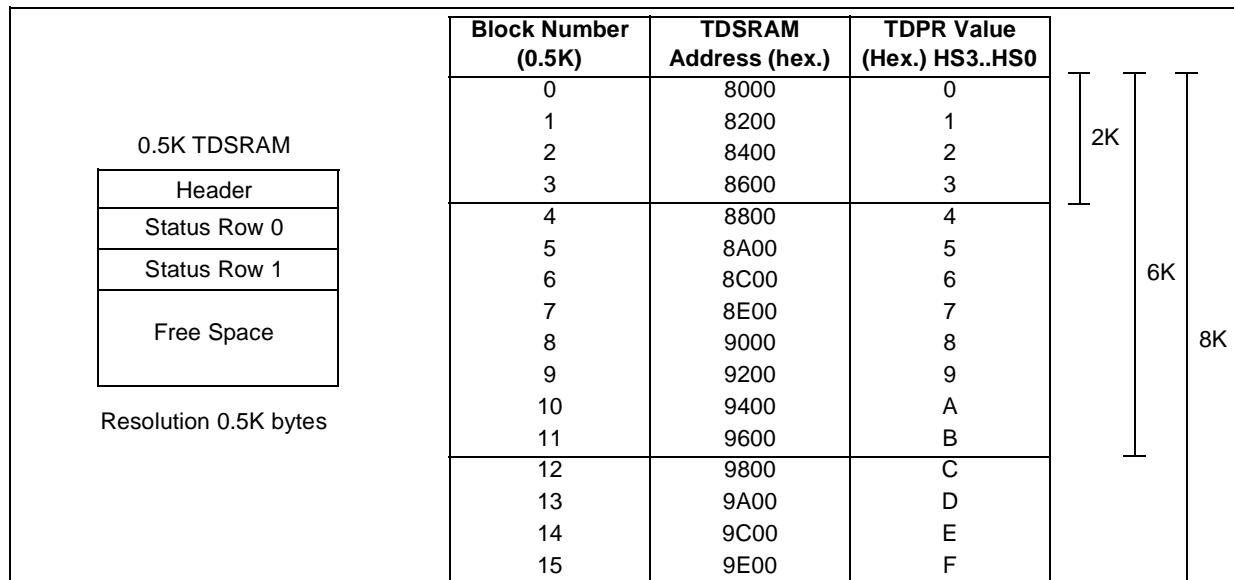 0.5K TDSRAM
Header
Status Row 0
Status Row 1
Free Space
Resolution 0.5K bytes
Block Number (0.5K) TDSRAM Address (hex.) TDPR Value (Hex.) HS3..HS0
0 8000 0
1 8200 1
2 8400 2
3 8600 3
4 8800 4
5 8A00 5
6 8C00 6
7 8E00 7
8 9000 8
9 9200 9
10 9400 A
11 9600 B
12 9800 C
13 9A00 D
14 9C00 E
15 9E00 F
2K
6K
8K